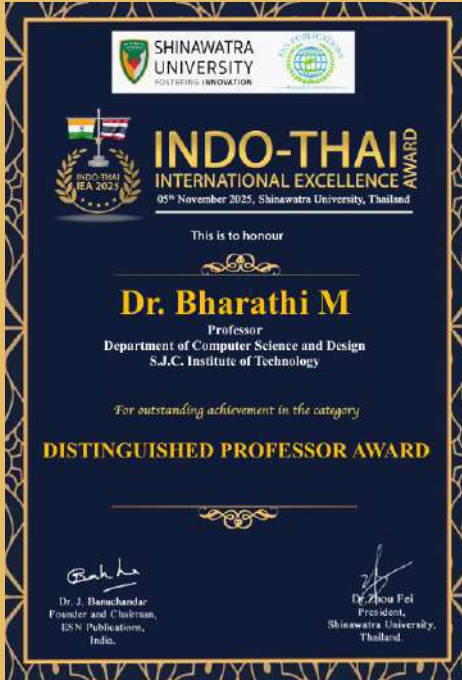 SHINAWATRA
UNIVERSITY
FOSTERING INNOVATION
ESN PUBLICATIONS
INDO-THAI
IEA 2025
INDO-THAI
INTERNATIONAL EXCELLENCE
AWARD
05th November 2025, Shinawatra University, Thailand
This is to honour
Dr. Bharathi M
Professor
Department of Computer Science and Design
S.J.C. Institute of Technology
For outstanding achievement in the category
DISTINGUISHED PROFESSOR AWARD
Dr. J. Banuchandar
Founder and Chairman,
ESN Publications,
India.
Dr. Zhou Fei
President,
Shinawatra University,
Thailand.